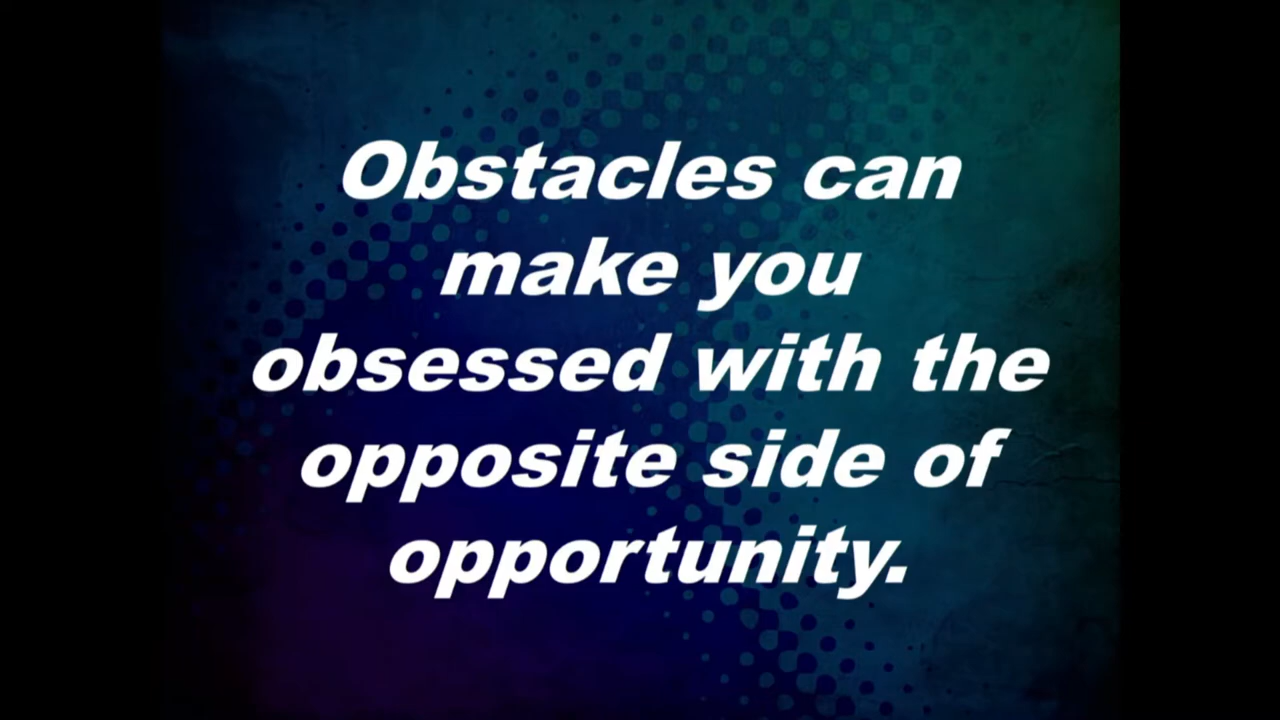 Obstacles can
make you
obsessed with the
opposite side of
opportunity.